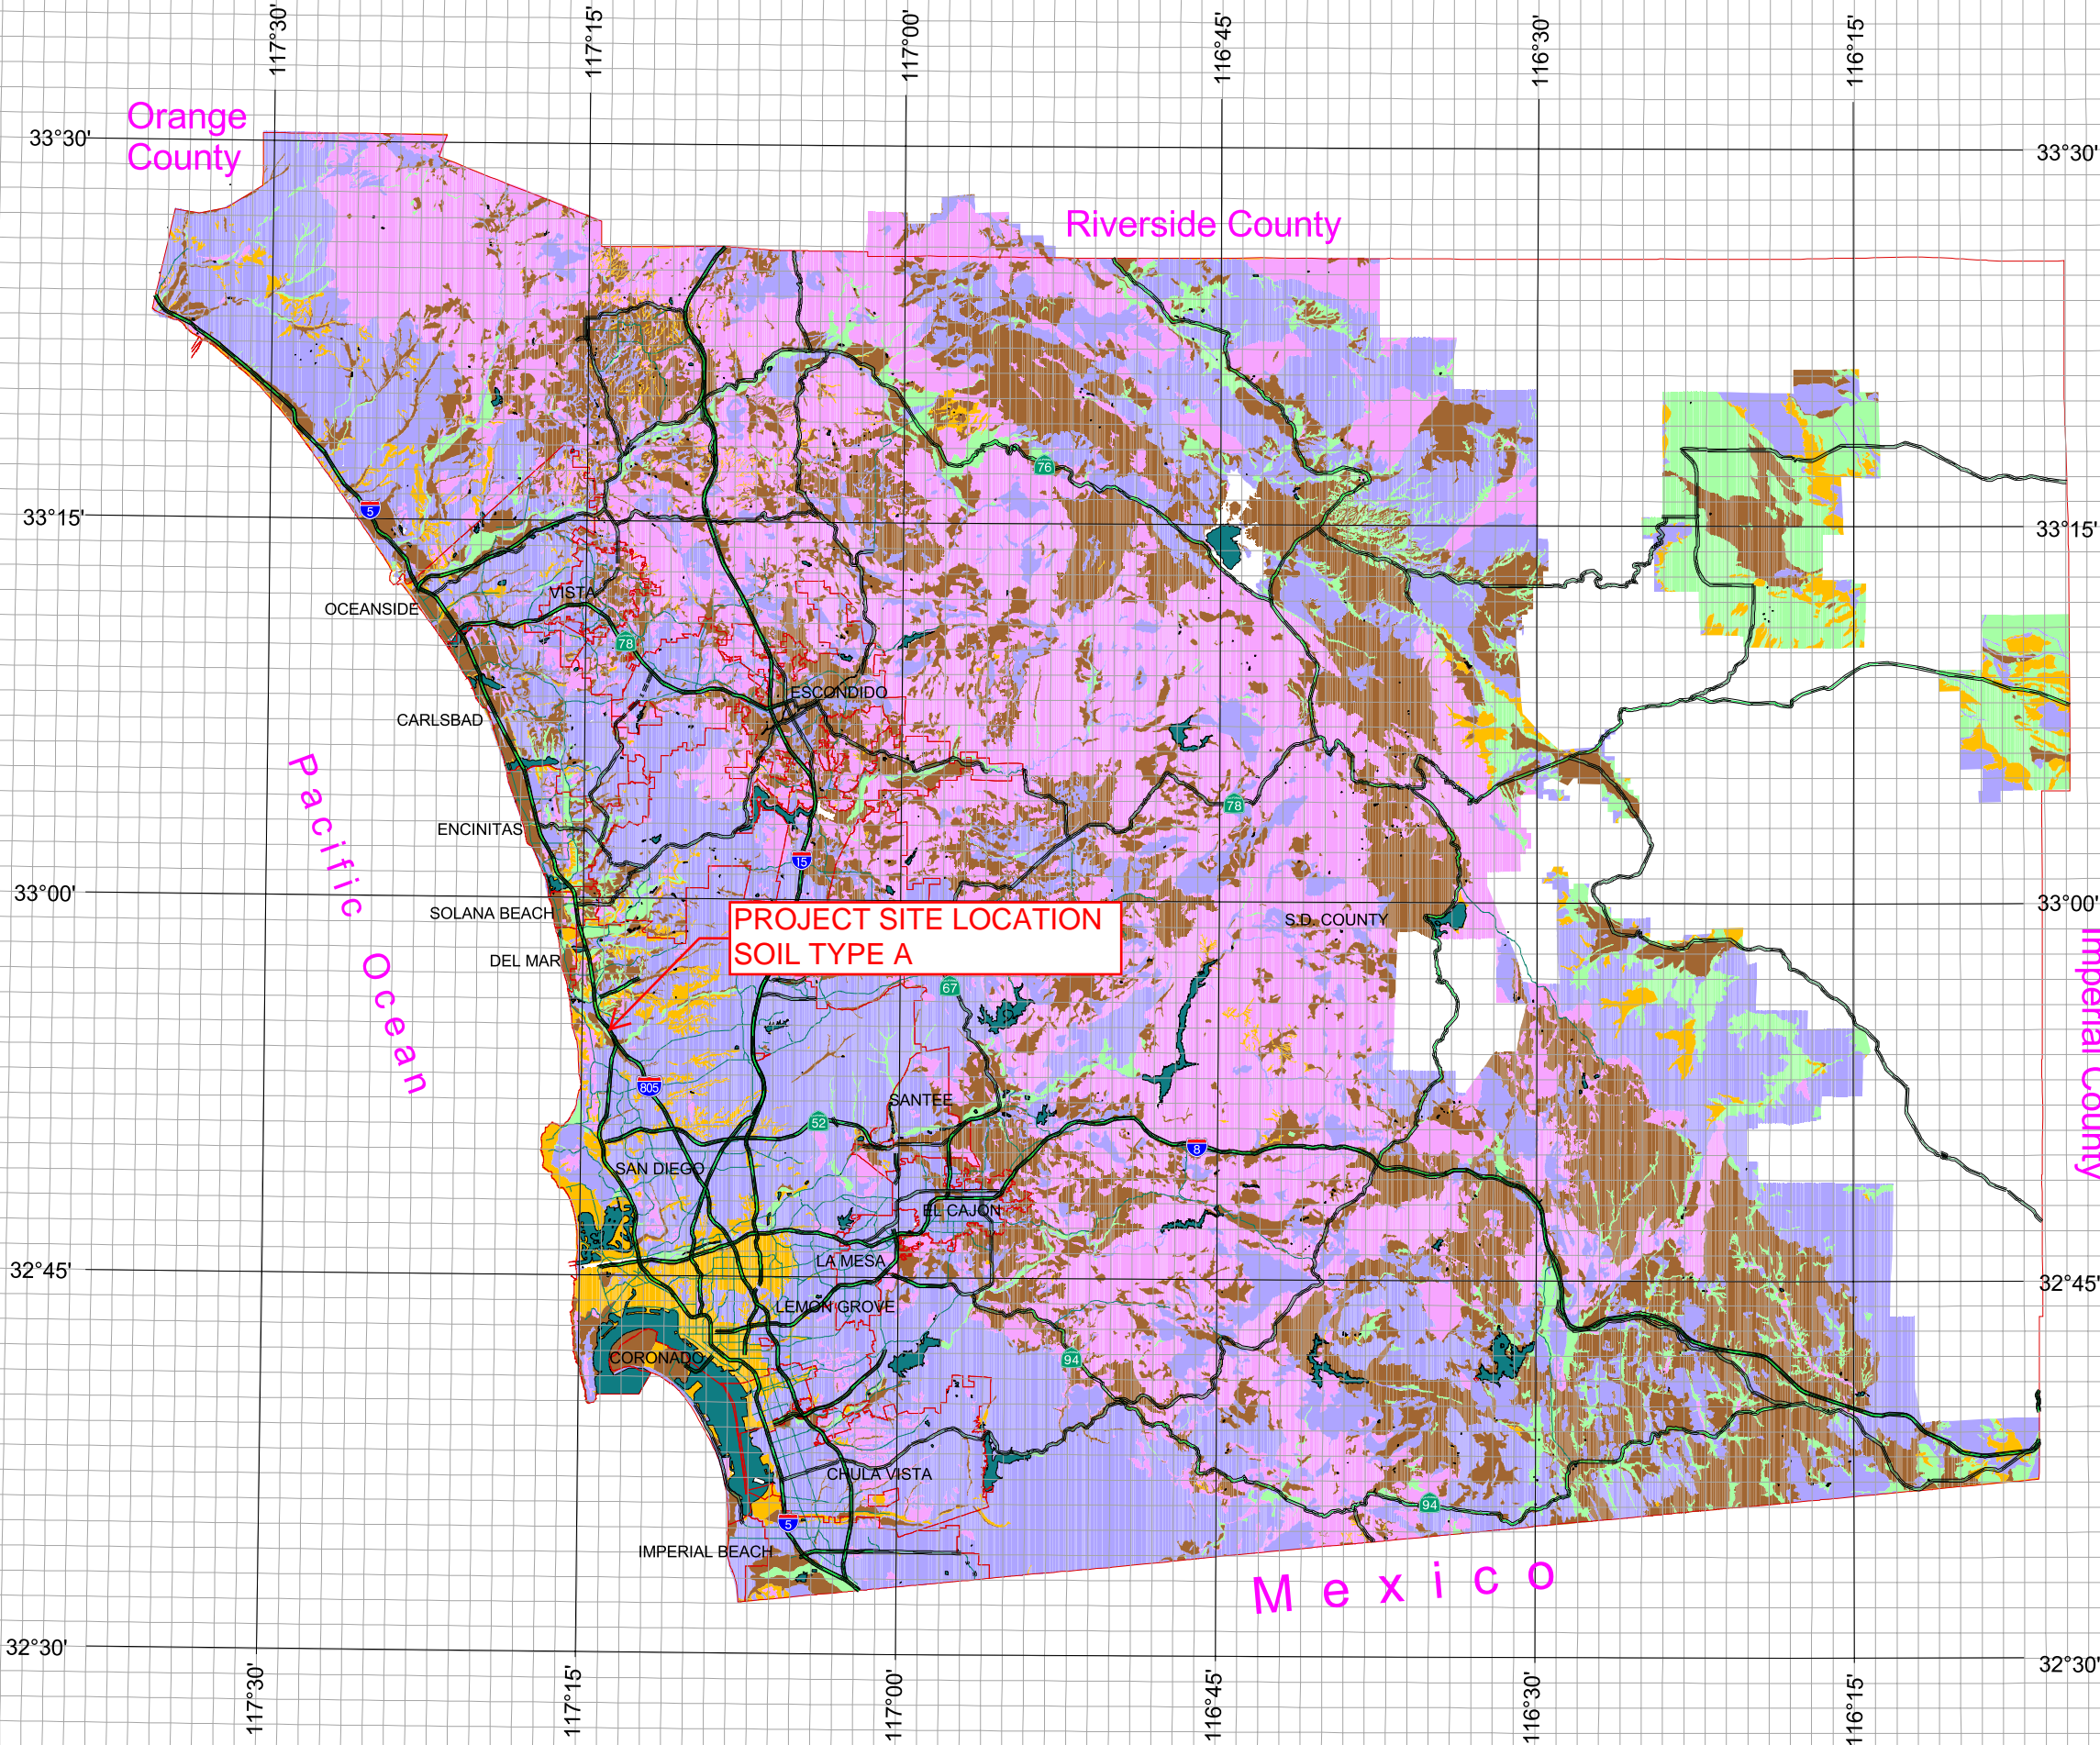 117°30'
117°15'
117°00'
116°45'
116°30'
116°15'
Orange
County
33°30'
33°30'
Riverside County
76
5
33°15'
33°15'
VISTA
OCEANSIDE
78
ESCONDIDO
CARLSBAD
78
ENCINITAS
15
33°00'
33°00'
SOLANA BEACH
PROJECT SITE LOCATION
SOIL TYPE A
S.D. COUNTY
DEL MAR
Pacific Ocean
67
Imperial County
805
SANTEE
52
8
SAN DIEGO
EL CAJON
LA MESA
32°45'
32°45'
LEMON GROVE
CORONADO
94
CHULA VISTA
94
5
IMPERIAL BEACH
Mexico
32°30'
32°30'
117°30'
117°15'
117°00'
116°45'
116°30'
116°15'